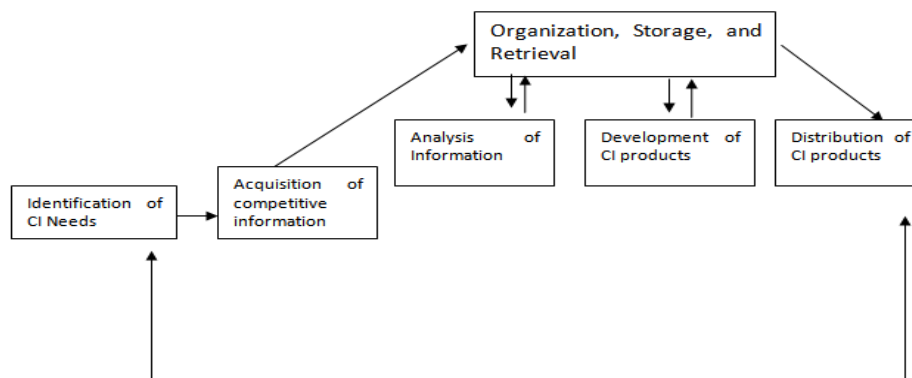 Organization, Storage, and
Retrieval
Analysis of
Information
Development of
CI products
Distribution of
CI products
Acquisition of
competitive
information
Identification of
CI Needs